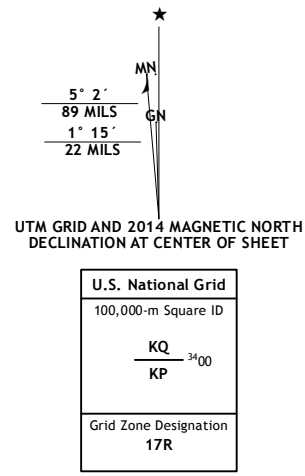 ★
MN
GN
5° 2´
89 MILS
1° 15´
22 MILS
UTM GRID AND 2014 MAGNETIC NORTH
DECLINATION AT CENTER OF SHEET
U.S. National Grid
100,000-m Square ID
KQ
3400
KP
Grid Zone Designation
17R